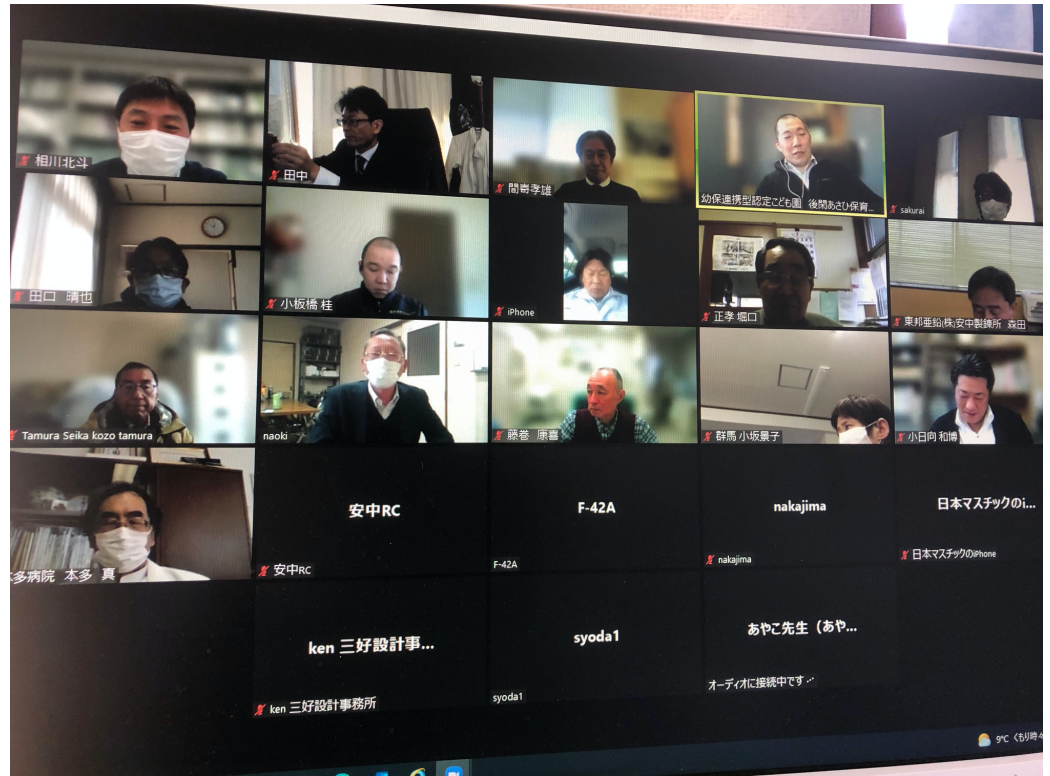 相川北斗
田中
間嵜孝雄
幼保連携型認定こども園 後閑あさひ保育...
sakurai
田口 晴也
小板橋 桂
iPhone
正孝 堀口
東邦亜鉛(株)安中製錬所 森田
Tamura Seika kozo tamura
naoki
藤巻 康喜
群馬 小坂景子
小日向 和博
多病院 本多 真
安中RC
安中RC
F-42A
F-42A
nakajima
nakajima
日本マスチックのi...
日本マスチックのiPhone
ken 三好設計事...
ken 三好設計事務所
syoda1
syoda1
あやこ先生（あや...
オーディオに接続中です
9°C くもり時々